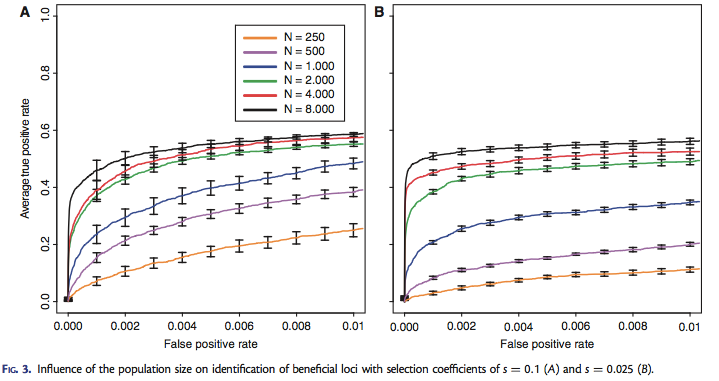 A
B
Average true positive rate
1.0
0.8
0.6
0.4
0.2
0.0
N = 250
N = 500
N = 1.000
N = 2.000
N = 4.000
N = 8.000
0.000 0.002 0.004 0.006 0.008 0.01
0.000 0.002 0.004 0.006 0.008 0.01
False positive rate
False positive rate
FIG. 3. Influence of the population size on identification of beneficial loci with selection coefficients of s = 0.1 (A) and s = 0.025 (B).